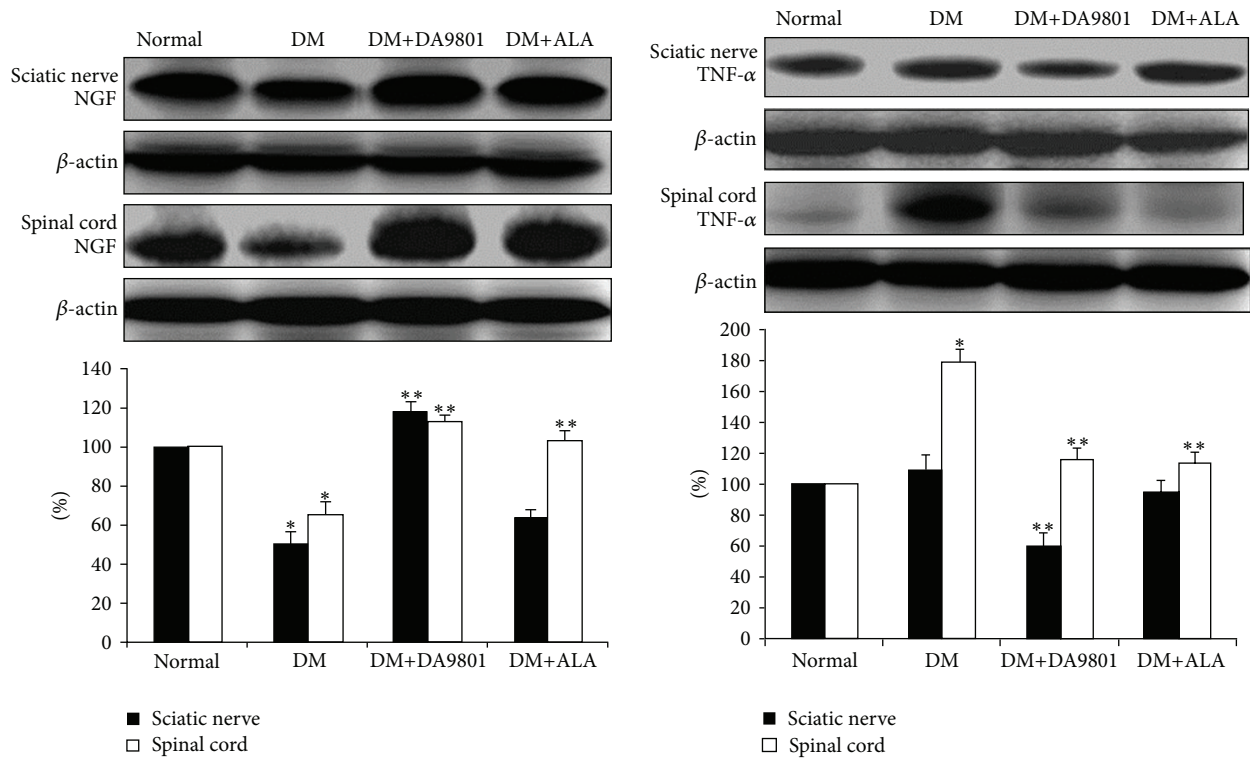 Normal DM DM+DA9801 DM+ALA
Sciatic nerve
NGF
β-actin
Spinal cord
NGF
β-actin
140
120
100
80
60
40
20
0
(%)
* * ** ** **
Normal DM DM+DA9801 DM+ALA
Sciatic nerve
Spinal cord
Normal DM DM+DA9801 DM+ALA
Sciatic nerve
TNF-α
β-actin
Spinal cord
TNF-α
β-actin
200
180
160
140
120
100
80
60
40
20
0
(%)
* ** ** **
Normal DM DM+DA9801 DM+ALA
Sciatic nerve
Spinal cord